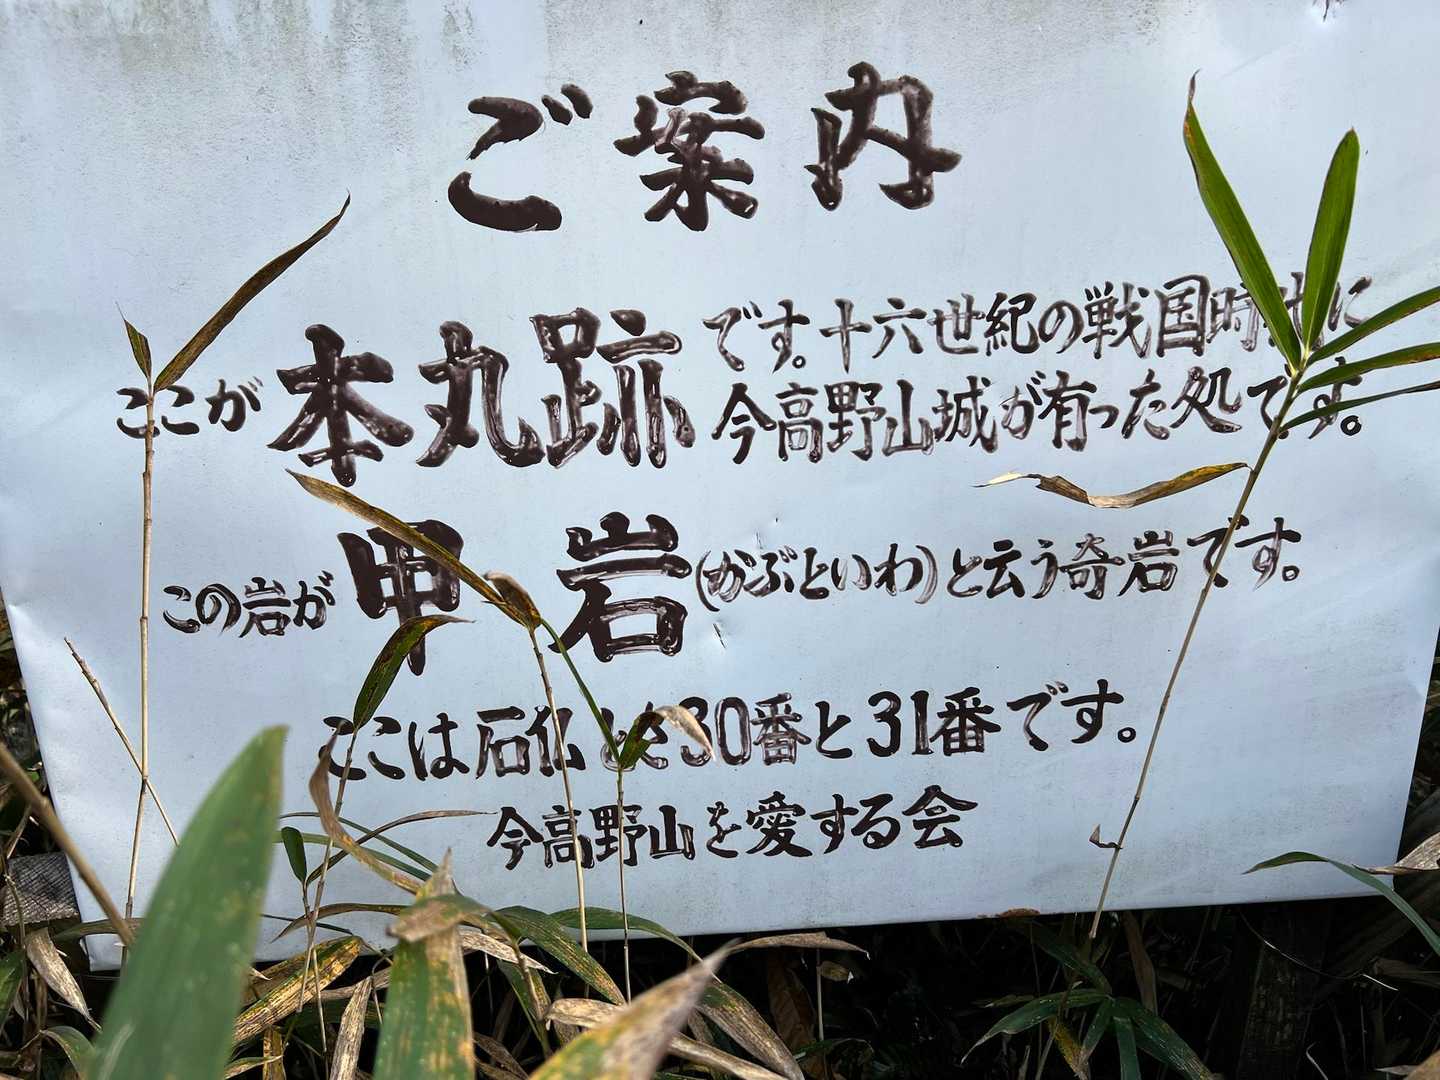 ご案内
ここが本丸跡です。十六世紀の戦国時代に
今高野山城が有った処です。
この岩が甲岩(かぶといわ)と云う奇岩です。
ここは石仏 30番と31番です。
今高野山を愛する会